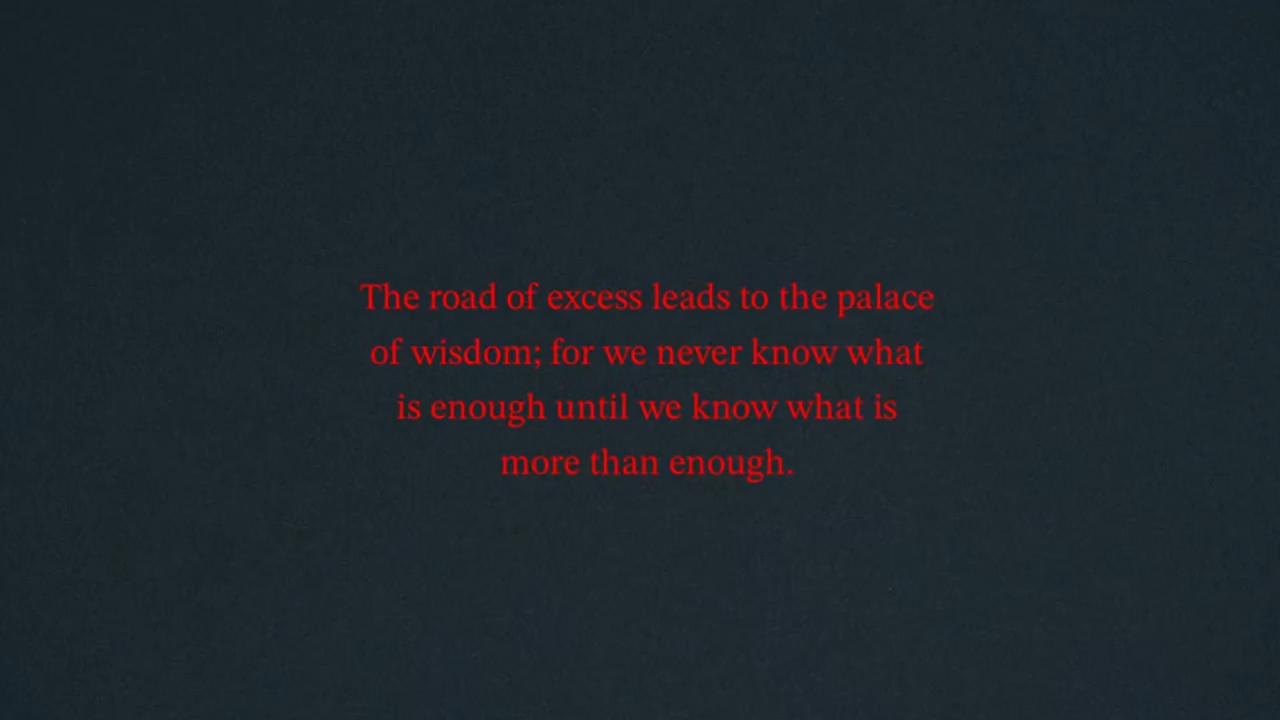 The road of excess leads to the palace
of wisdom; for we never know what
is enough until we know what is
more than enough.